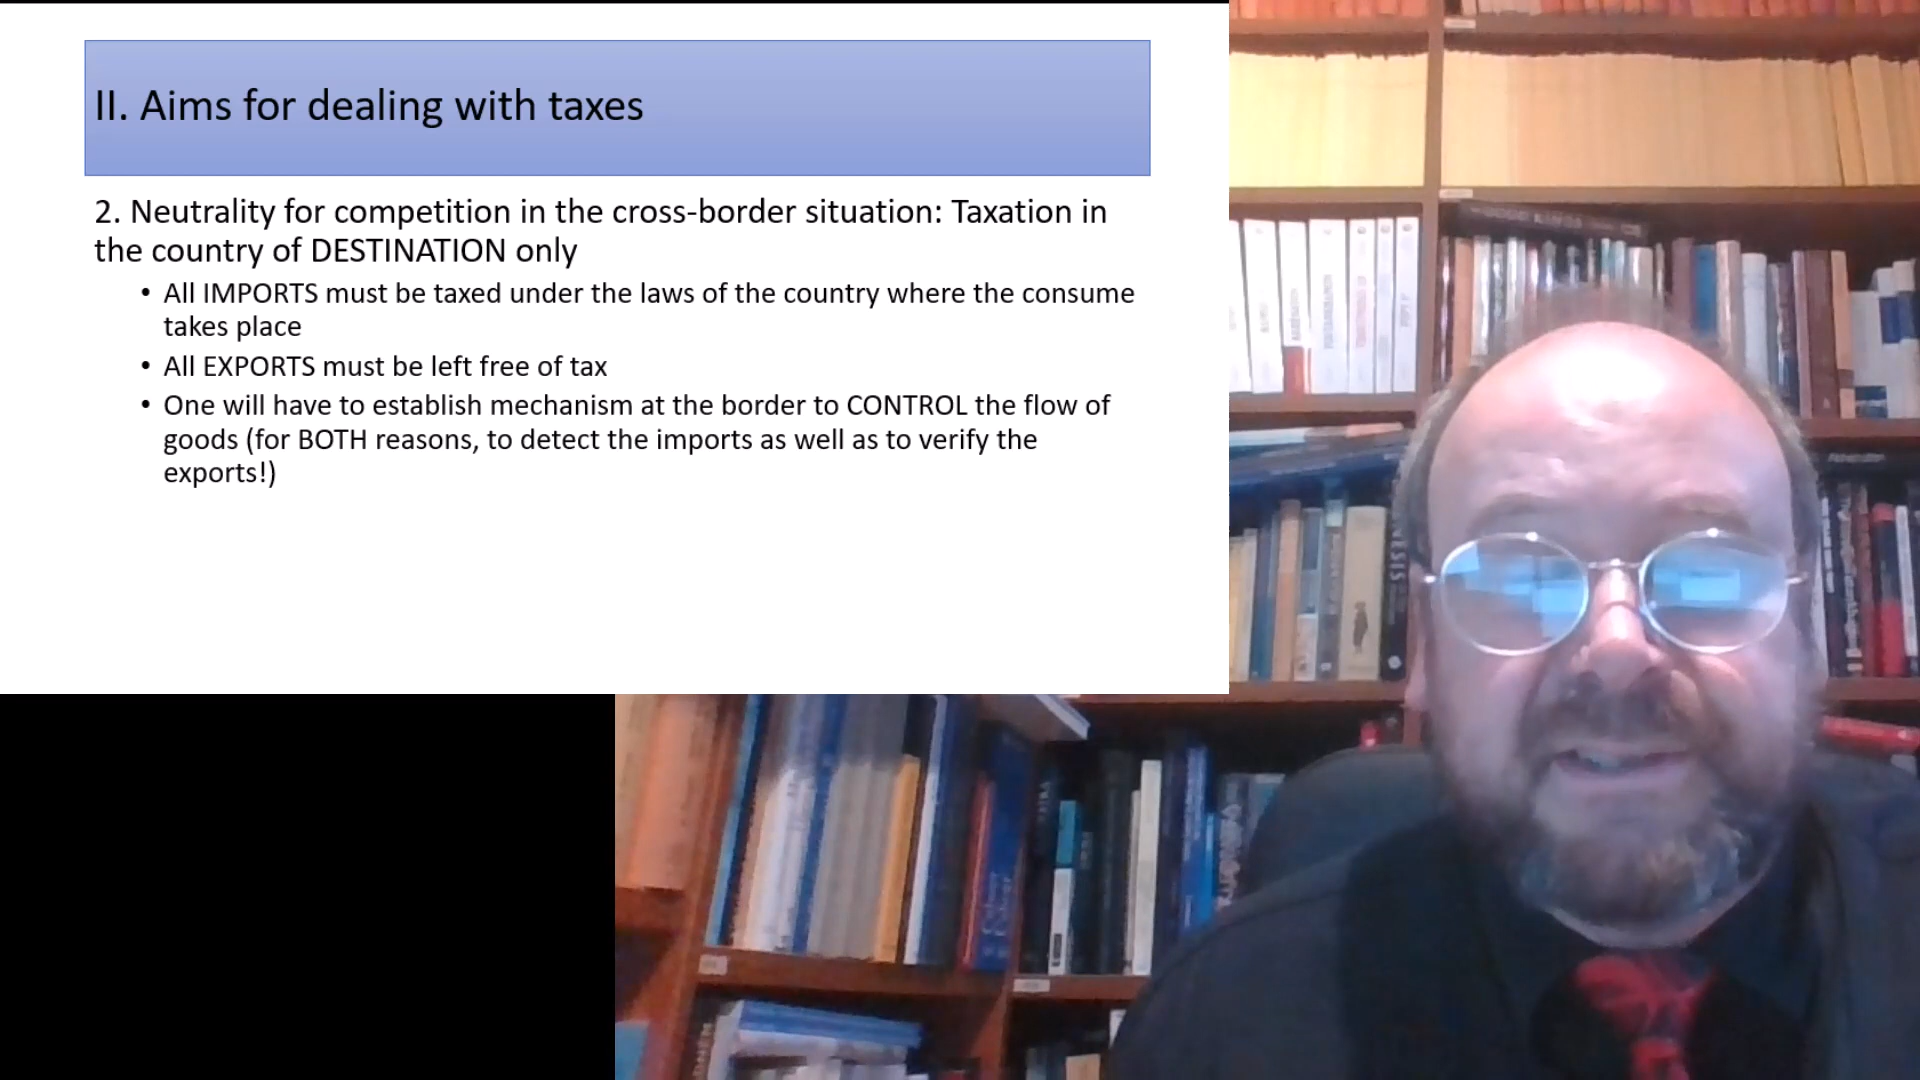 II. Aims for dealing with taxes
2. Neutrality for competition in the cross-border situation: Taxation in
the country of DESTINATION only
• All IMPORTS must be taxed under the laws of the country where the consume
takes place
• All EXPORTS must be left free of tax
• One will have to establish mechanism at the border to CONTROL the flow of
goods (for BOTH reasons, to detect the imports as well as to verify the
exports!)